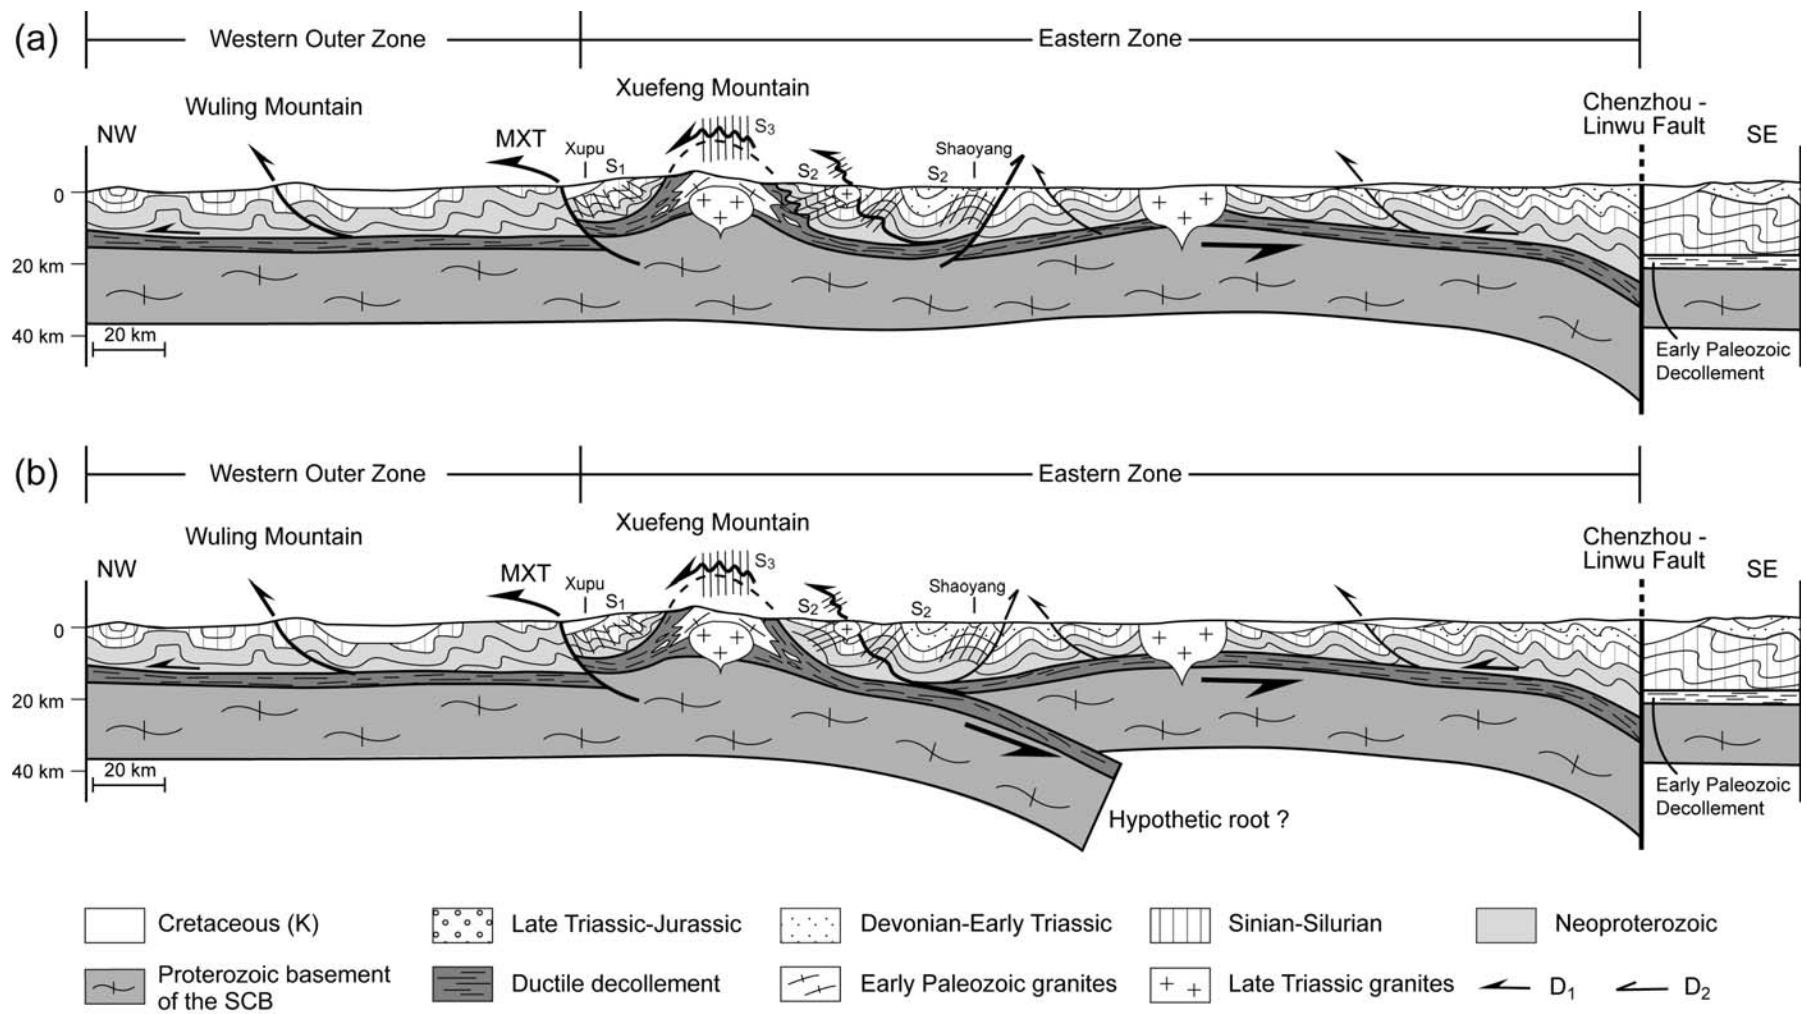 (a)
Western Outer Zone
Eastern Zone
Xuefeng Mountain
Wuling Mountain
Chenzhou -
Linwu Fault
NW
MXT
Xupu
S1
S3
S2
S2
Shaoyang
SE
0
20 km
40 km
20 km
Early Paleozoic
Decollement
(b)
Western Outer Zone
Eastern Zone
Xuefeng Mountain
Wuling Mountain
Chenzhou -
Linwu Fault
NW
MXT
Xupu
S1
S3
S2
S2
Shaoyang
SE
0
20 km
40 km
20 km
Early Paleozoic
Decollement
Hypothetic root ?
Cretaceous (K)
Late Triassic-Jurassic
Devonian-Early Triassic
Sinian-Silurian
Neoproterozoic
Proterozoic basement
of the SCB
Ductile decollement
Early Paleozoic granites
Late Triassic granites
D1
D2